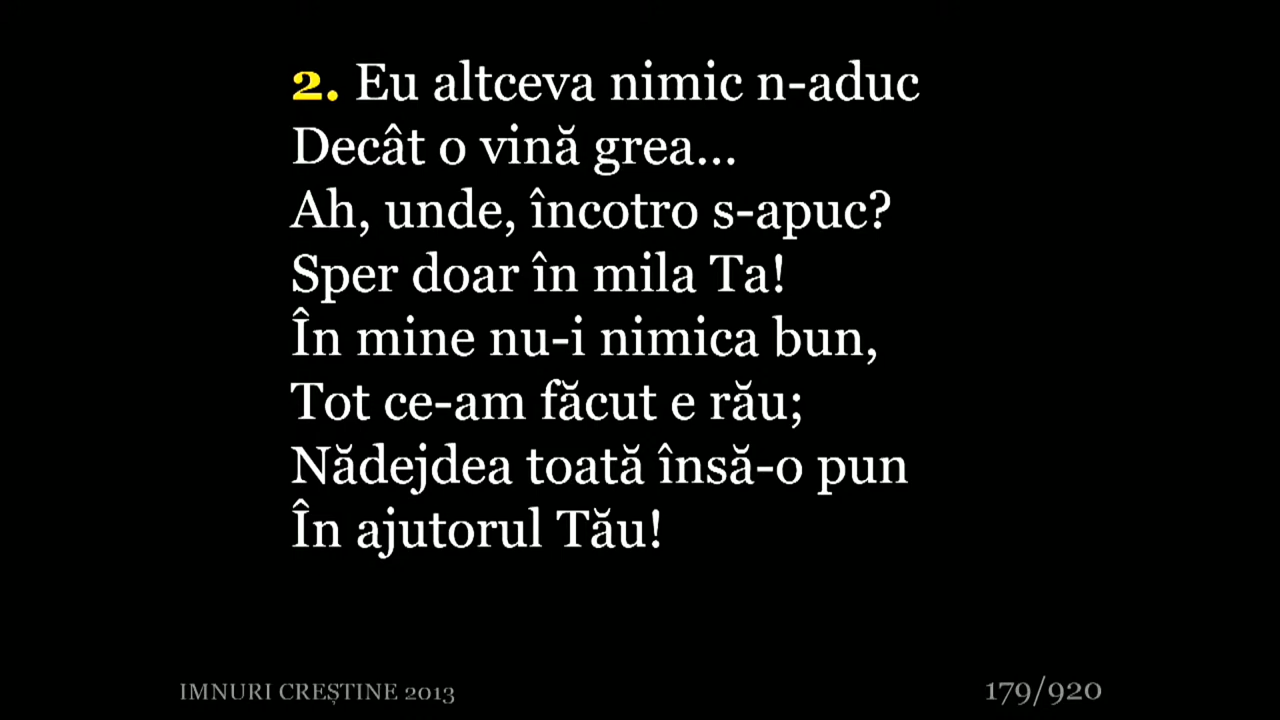 2. Eu altceva nimic n-aduc
Decât o vină grea...
Ah, unde, încotro s-apuc?
Sper doar în mila Ta!
În mine nu-i nimica bun,
Tot ce-am făcut e rău;
Nădejdea toată însă-o pun
În ajutorul Tău!
IMNURI CREȘTINE 2013
179/920